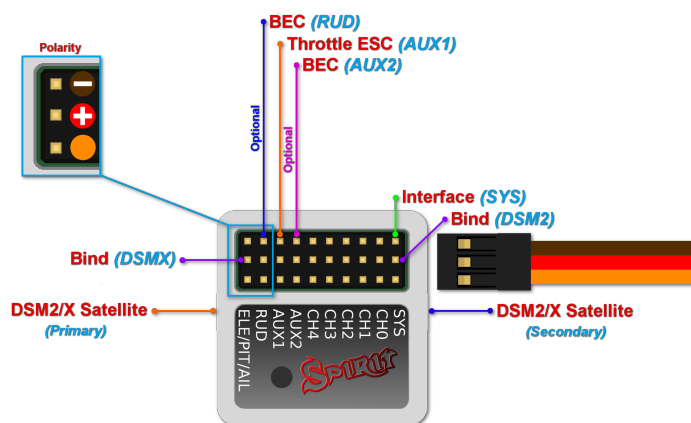 BEC (RUD)
Throttle ESC (AUX1)
BEC (AUX2)
Polarity
Optional
Optional
Interface (SYS)
Bind (DSM2)
Bind (DSMX)
DSM2/X Satellite
(Primary)
DSM2/X Satellite
(Secondary)
ELE/PIT/AIL
RUD
AUX1
AUX2
CH4
CH3
CH2
CH1
CH0
SYS
SPIRIT